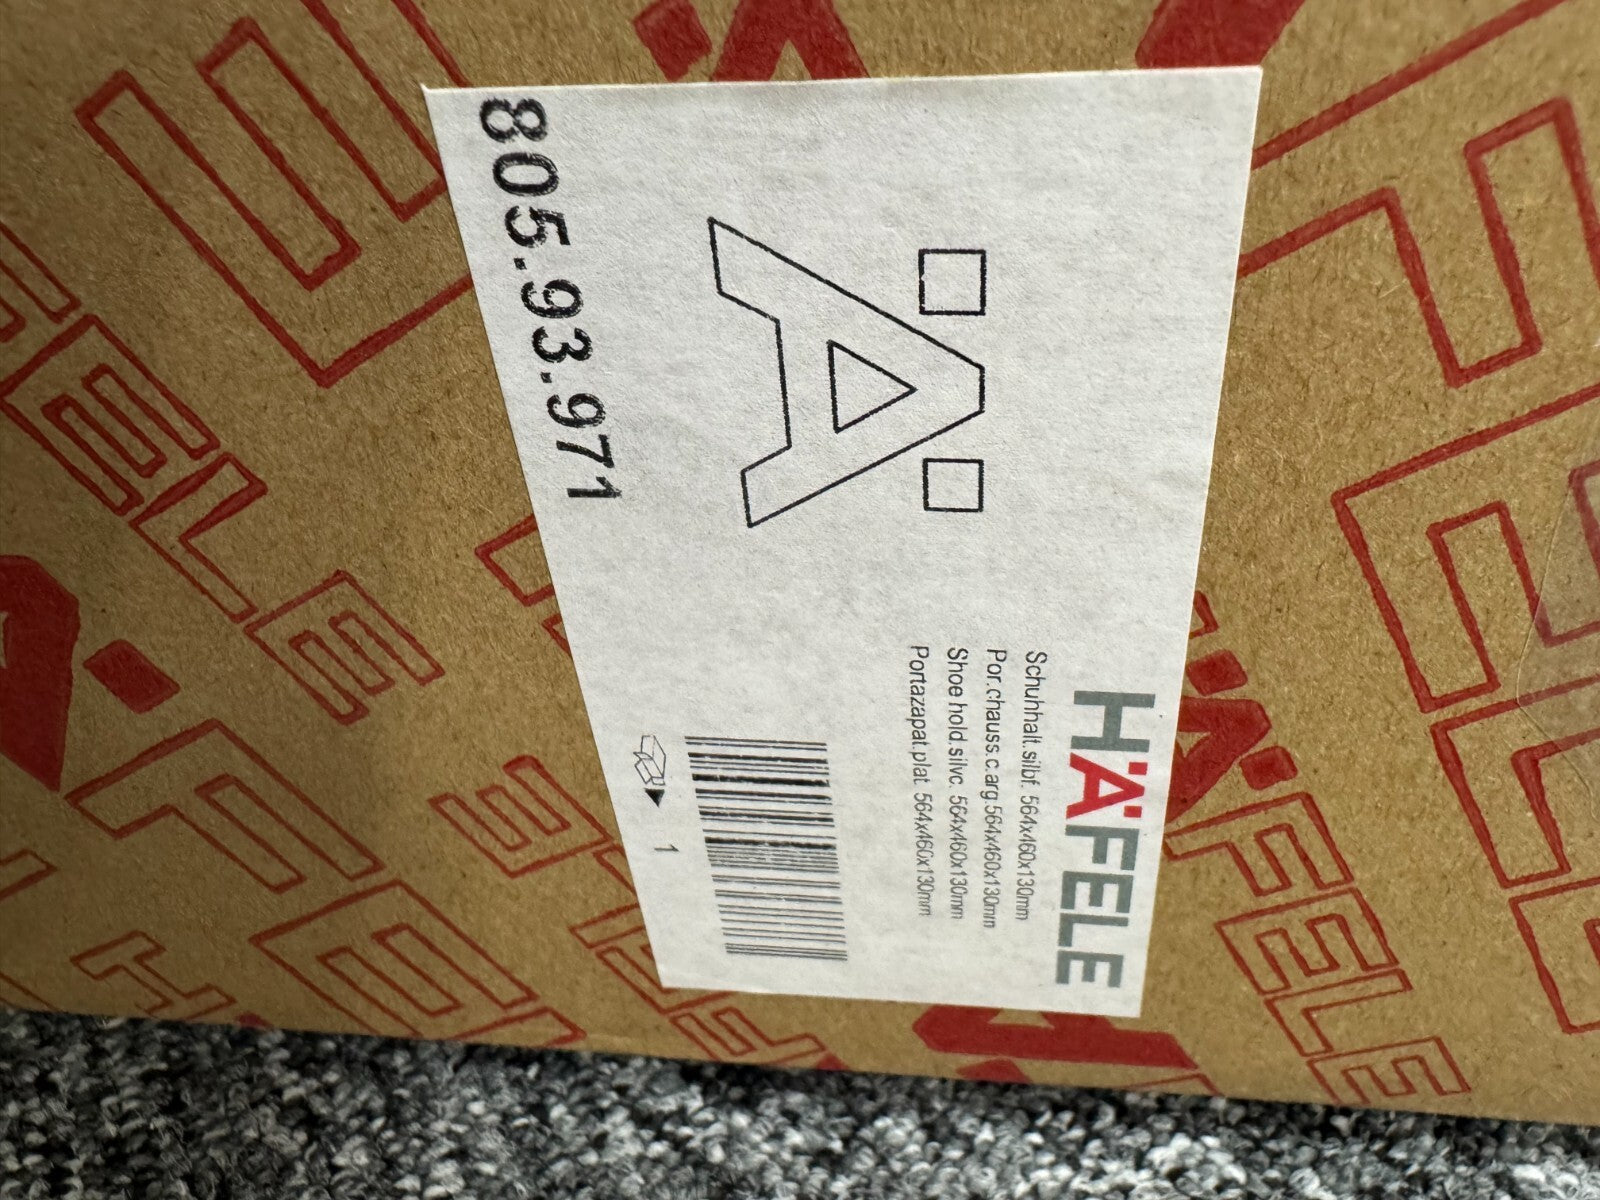 HÄFELE
Schuhhalt.silbf. 564x460x130mm
Por.chauss.c.arg.564x460x130mm
Shoe hold.silvc. 564x460x130mm
Portazapat.plat 564x460x130mm
1
Ä
805.93.971
HÄFELE